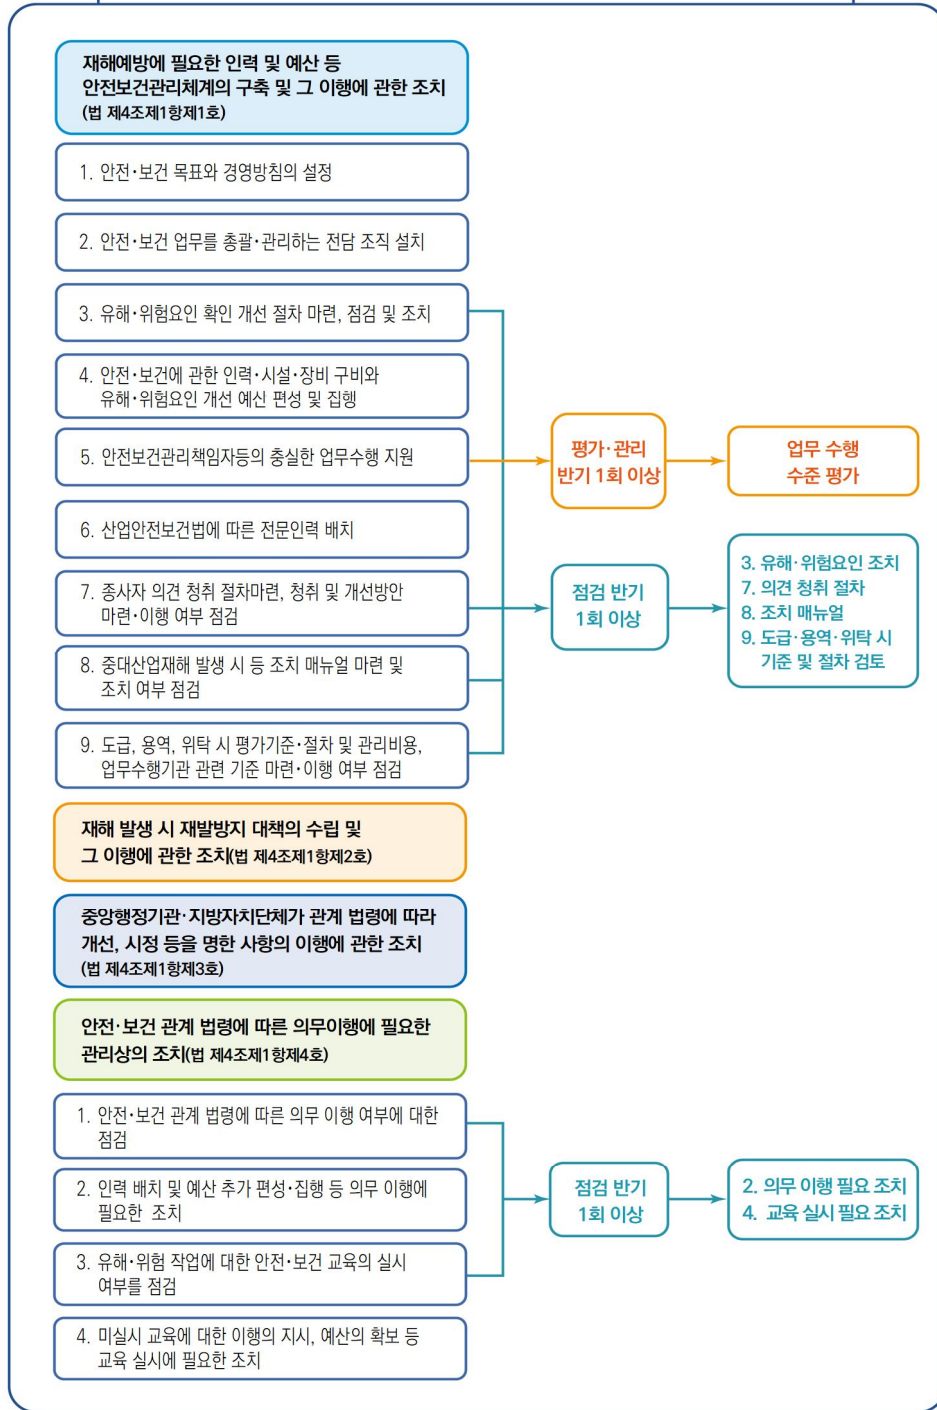 재해예방에 필요한 인력 및 예산 등
안전보건관리체계의 구축 및 그 이행에 관한 조치
(법 제4조제1항제1호)
1. 안전·보건 목표와 경영방침의 설정
2. 안전·보건 업무를 총괄·관리하는 전담 조직 설치
3. 유해·위험요인 확인 개선 절차 마련, 점검 및 조치
4. 안전·보건에 관한 인력·시설·장비 구비와
유해·위험요인 개선 예산 편성 및 집행
5. 안전보건관리책임자등의 충실한 업무수행 지원
평가·관리
반기 1회 이상
업무 수행
수준 평가
6. 산업안전보건법에 따른 전문인력 배치
7. 종사자 의견 청취 절차마련, 청취 및 개선방안
마련·이행 여부 점검
점검 반기
1회 이상
3. 유해·위험요인 조치
7. 의견 청취 절차
8. 조치 매뉴얼
9. 도급·용역·위탁 시
기준 및 절차 검토
8. 중대산업재해 발생 시 등 조치 매뉴얼 마련 및
조치 여부 점검
9. 도급, 용역, 위탁 시 평가기준·절차 및 관리비용,
업무수행기관 관련 기준 마련·이행 여부 점검
재해 발생 시 재발방지 대책의 수립 및
그 이행에 관한 조치(법 제4조제1항제2호)
중앙행정기관·지방자치단체가 관계 법령에 따라
개선, 시정 등을 명한 사항의 이행에 관한 조치
(법 제4조제1항제3호)
안전·보건 관계 법령에 따른 의무이행에 필요한
관리상의 조치(법 제4조제1항제4호)
1. 안전·보건 관계 법령에 따른 의무 이행 여부에 대한
점검
2. 인력 배치 및 예산 추가 편성·집행 등 의무 이행에
필요한 조치
점검 반기
1회 이상
2. 의무 이행 필요 조치
4. 교육 실시 필요 조치
3. 유해·위험 작업에 대한 안전·보건 교육의 실시
여부를 점검
4. 미실시 교육에 대한 이행의 지시, 예산의 확보 등
교육 실시에 필요한 조치